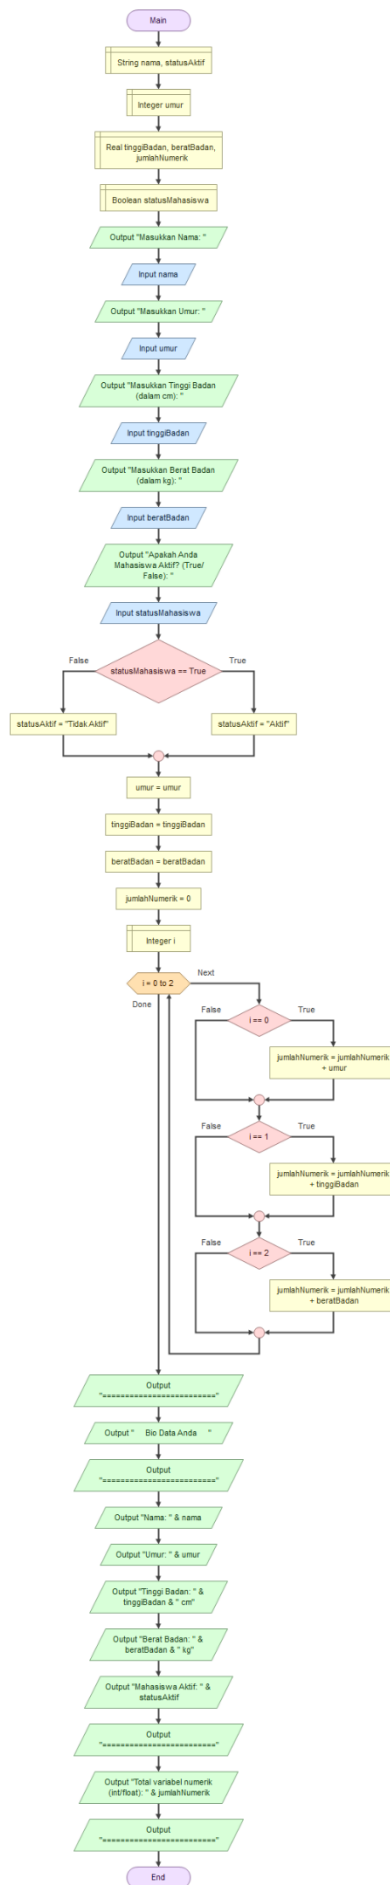 Main
String nama, statusAktif
Integer umur
Real tinggiBadan, beratBadan,
jumlahNumerik
Boolean statusMahasiswa
Output "Masukkan Nama: "
Input nama
Output "Masukkan Umur: "
Input umur
Output "Masukkan Tinggi Badan
(dalam cm): "
Input tinggiBadan
Output "Masukkan Berat Badan
(dalam kg): "
Input beratBadan
Output "Apakah Anda
Mahasiswa Aktif? (True/
False): "
Input statusMahasiswa
False
True
statusMahasiswa == True
statusAktif = "Tidak Aktif"
statusAktif = "Aktif"
umur = umur
tinggiBadan = tinggiBadan
beratBadan = beratBadan
jumlahNumerik = 0
Integer i
i = 0 to 2
Next
Done
False
True
i == 0
jumlahNumerik = jumlahNumerik
+ umur
False
True
i == 1
jumlahNumerik = jumlahNumerik
+ tinggiBadan
False
True
i == 2
jumlahNumerik = jumlahNumerik
+ beratBadan
Output
"========================="
Output "     Bio Data Anda     "
Output
"========================="
Output "Nama: " & nama
Output "Umur: " & umur
Output "Tinggi Badan: " &
tinggiBadan & " cm"
Output "Berat Badan: " &
beratBadan & " kg"
Output "Mahasiswa Aktif: " &
statusAktif
Output
"========================="
Output "Total variabel numerik
(int/float): " & jumlahNumerik
Output
"========================="
End